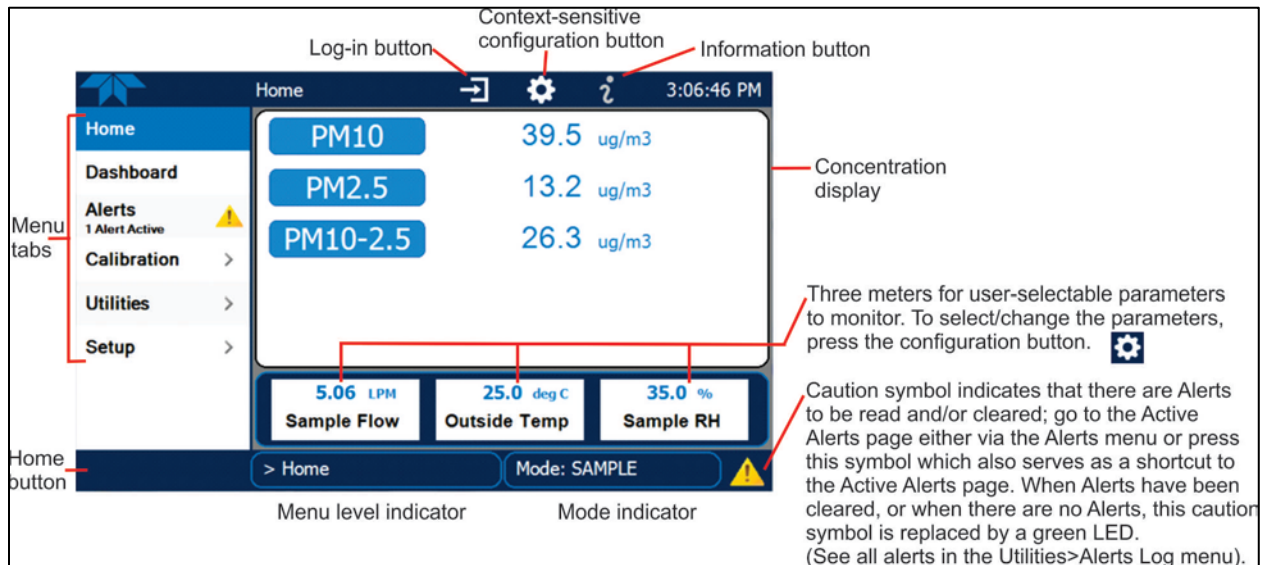 Context-sensitive
configuration button
Log-in button
Information button
Home
3:06:46 PM
Home
Dashboard
Alerts
1 Alert Active
Calibration >
Utilities >
Setup >
PM10 39.5 ug/m3
PM2.5 13.2 ug/m3
PM10-2.5 26.3 ug/m3
Menu
tabs
Concentration
display
Three meters for user-selectable parameters
to monitor. To select/change the parameters,
press the configuration button.
5.06 LPM
Sample Flow
25.0 deg C
Outside Temp
35.0 %
Sample RH
Caution symbol indicates that there are Alerts
to be read and/or cleared; go to the Active
Alerts page either via the Alerts menu or press
this symbol which also serves as a shortcut to
the Active Alerts page. When Alerts have been
cleared, or when there are no Alerts, this caution
symbol is replaced by a green LED.
(See all alerts in the Utilities>Alerts Log menu).
Home
button
> Home
Mode: SAMPLE
Menu level indicator
Mode indicator